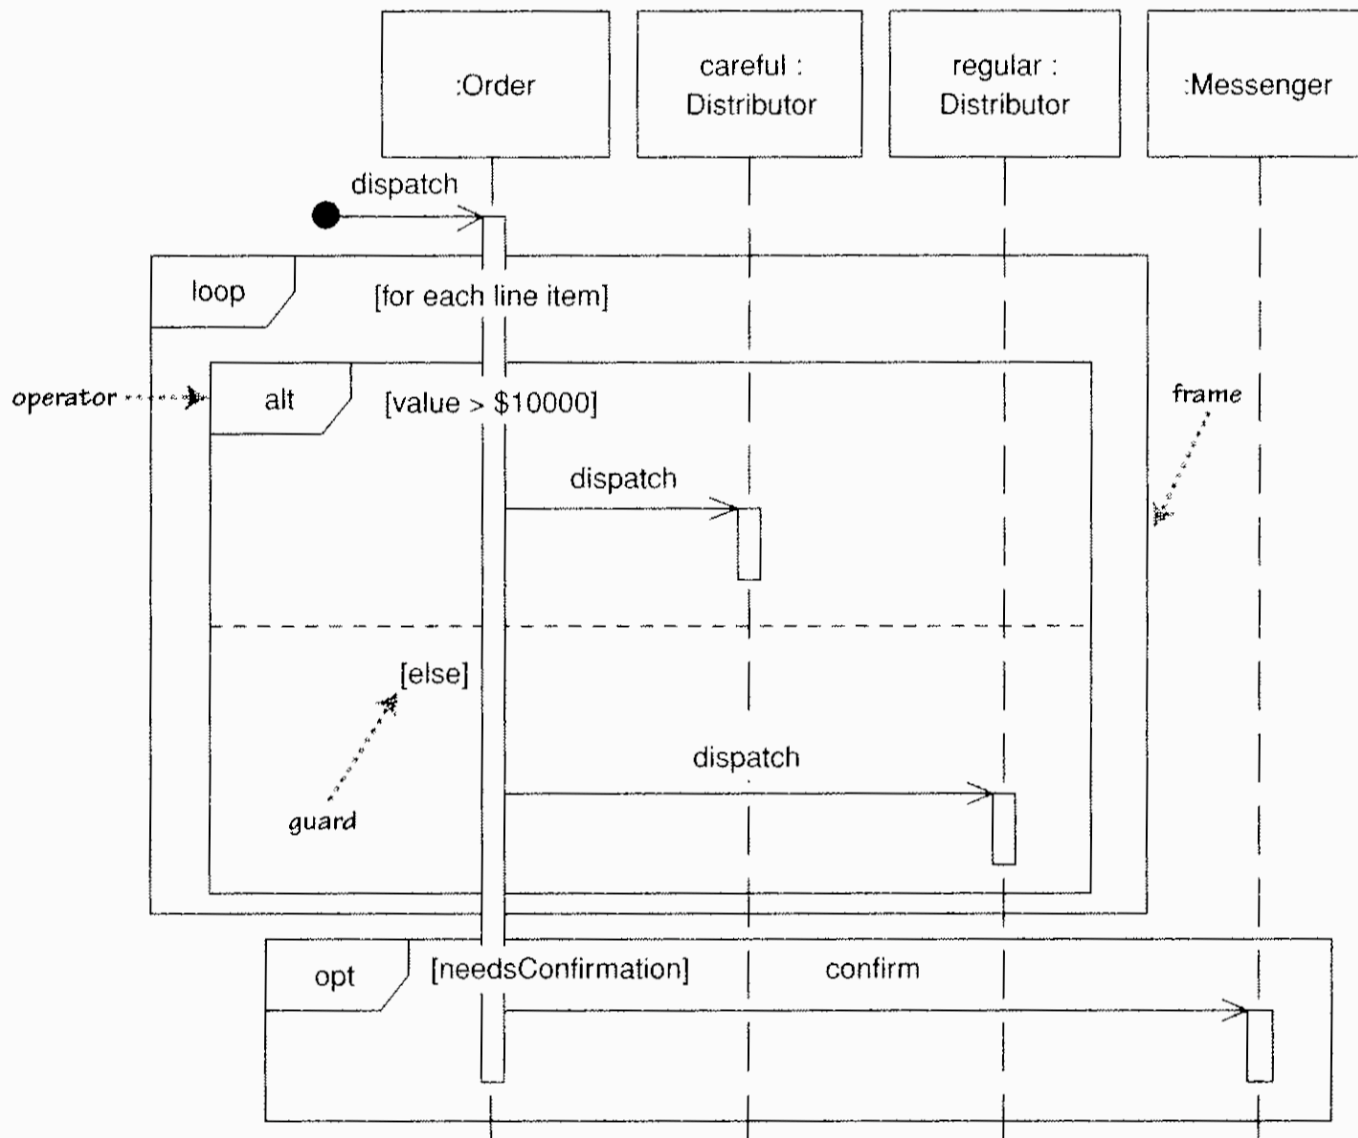 :Order
careful :
Distributor
regular :
Distributor
:Messenger
dispatch
loop
[for each line item]
operator
alt
[value > $10000]
frame
dispatch
[else]
dispatch
guard
opt
[needsConfirmation]
confirm